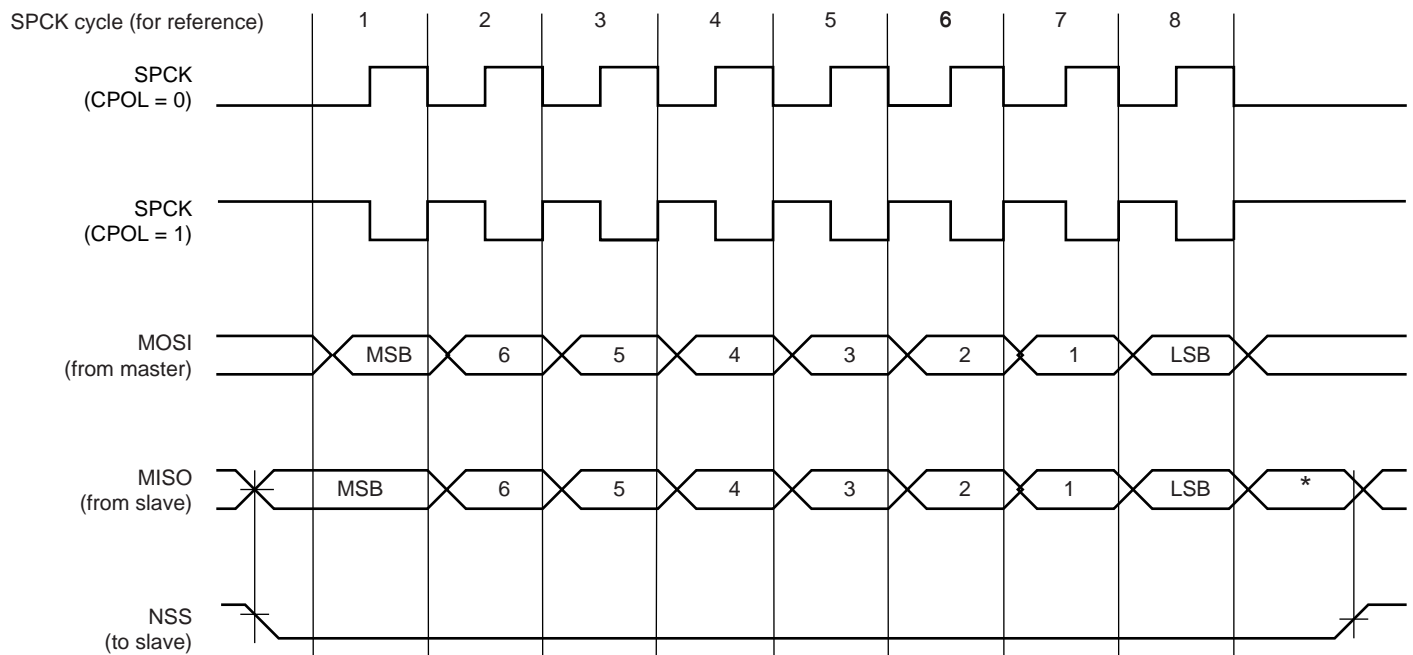 SPCK cycle (for reference) 1 2 3 4 5 6 7 8
SPCK
(CPOL = 0)
SPCK
(CPOL = 1)
MOSI
(from master)
MSB 6 5 4 3 2 1 LSB
MISO
(from slave)
MSB 6 5 4 3 2 1 LSB *
NSS
(to slave)